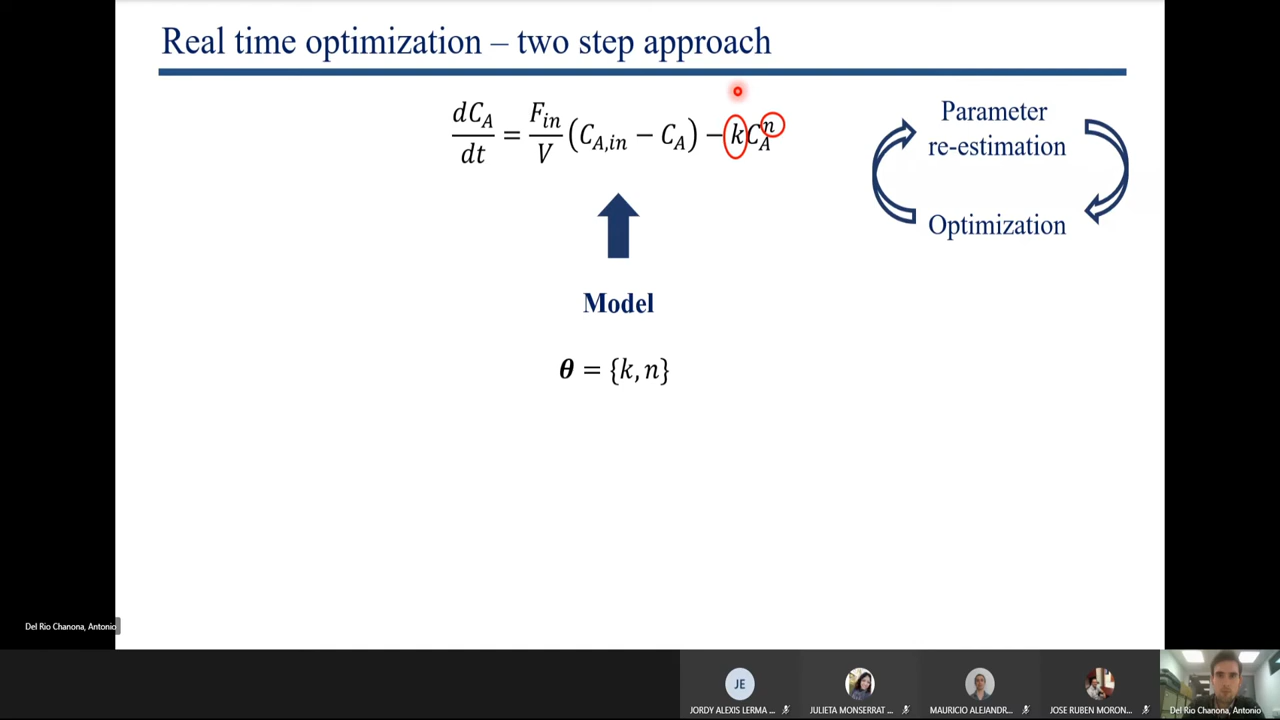 Real time optimization – two step approach
dC_A/dt = F_in/V (C_A,in − C_A) − kC_A^n
Parameter
re-estimation
Optimization
Model
θ = {k, n}
Del Rio Chanona, Antonio
JE
JORDY ALEXIS LERMA ...
JULIETA MONSERRAT ...
MAURICIO ALEJANDR...
JOSE RUBEN MORON...
Del Rio Chanona, Antonio